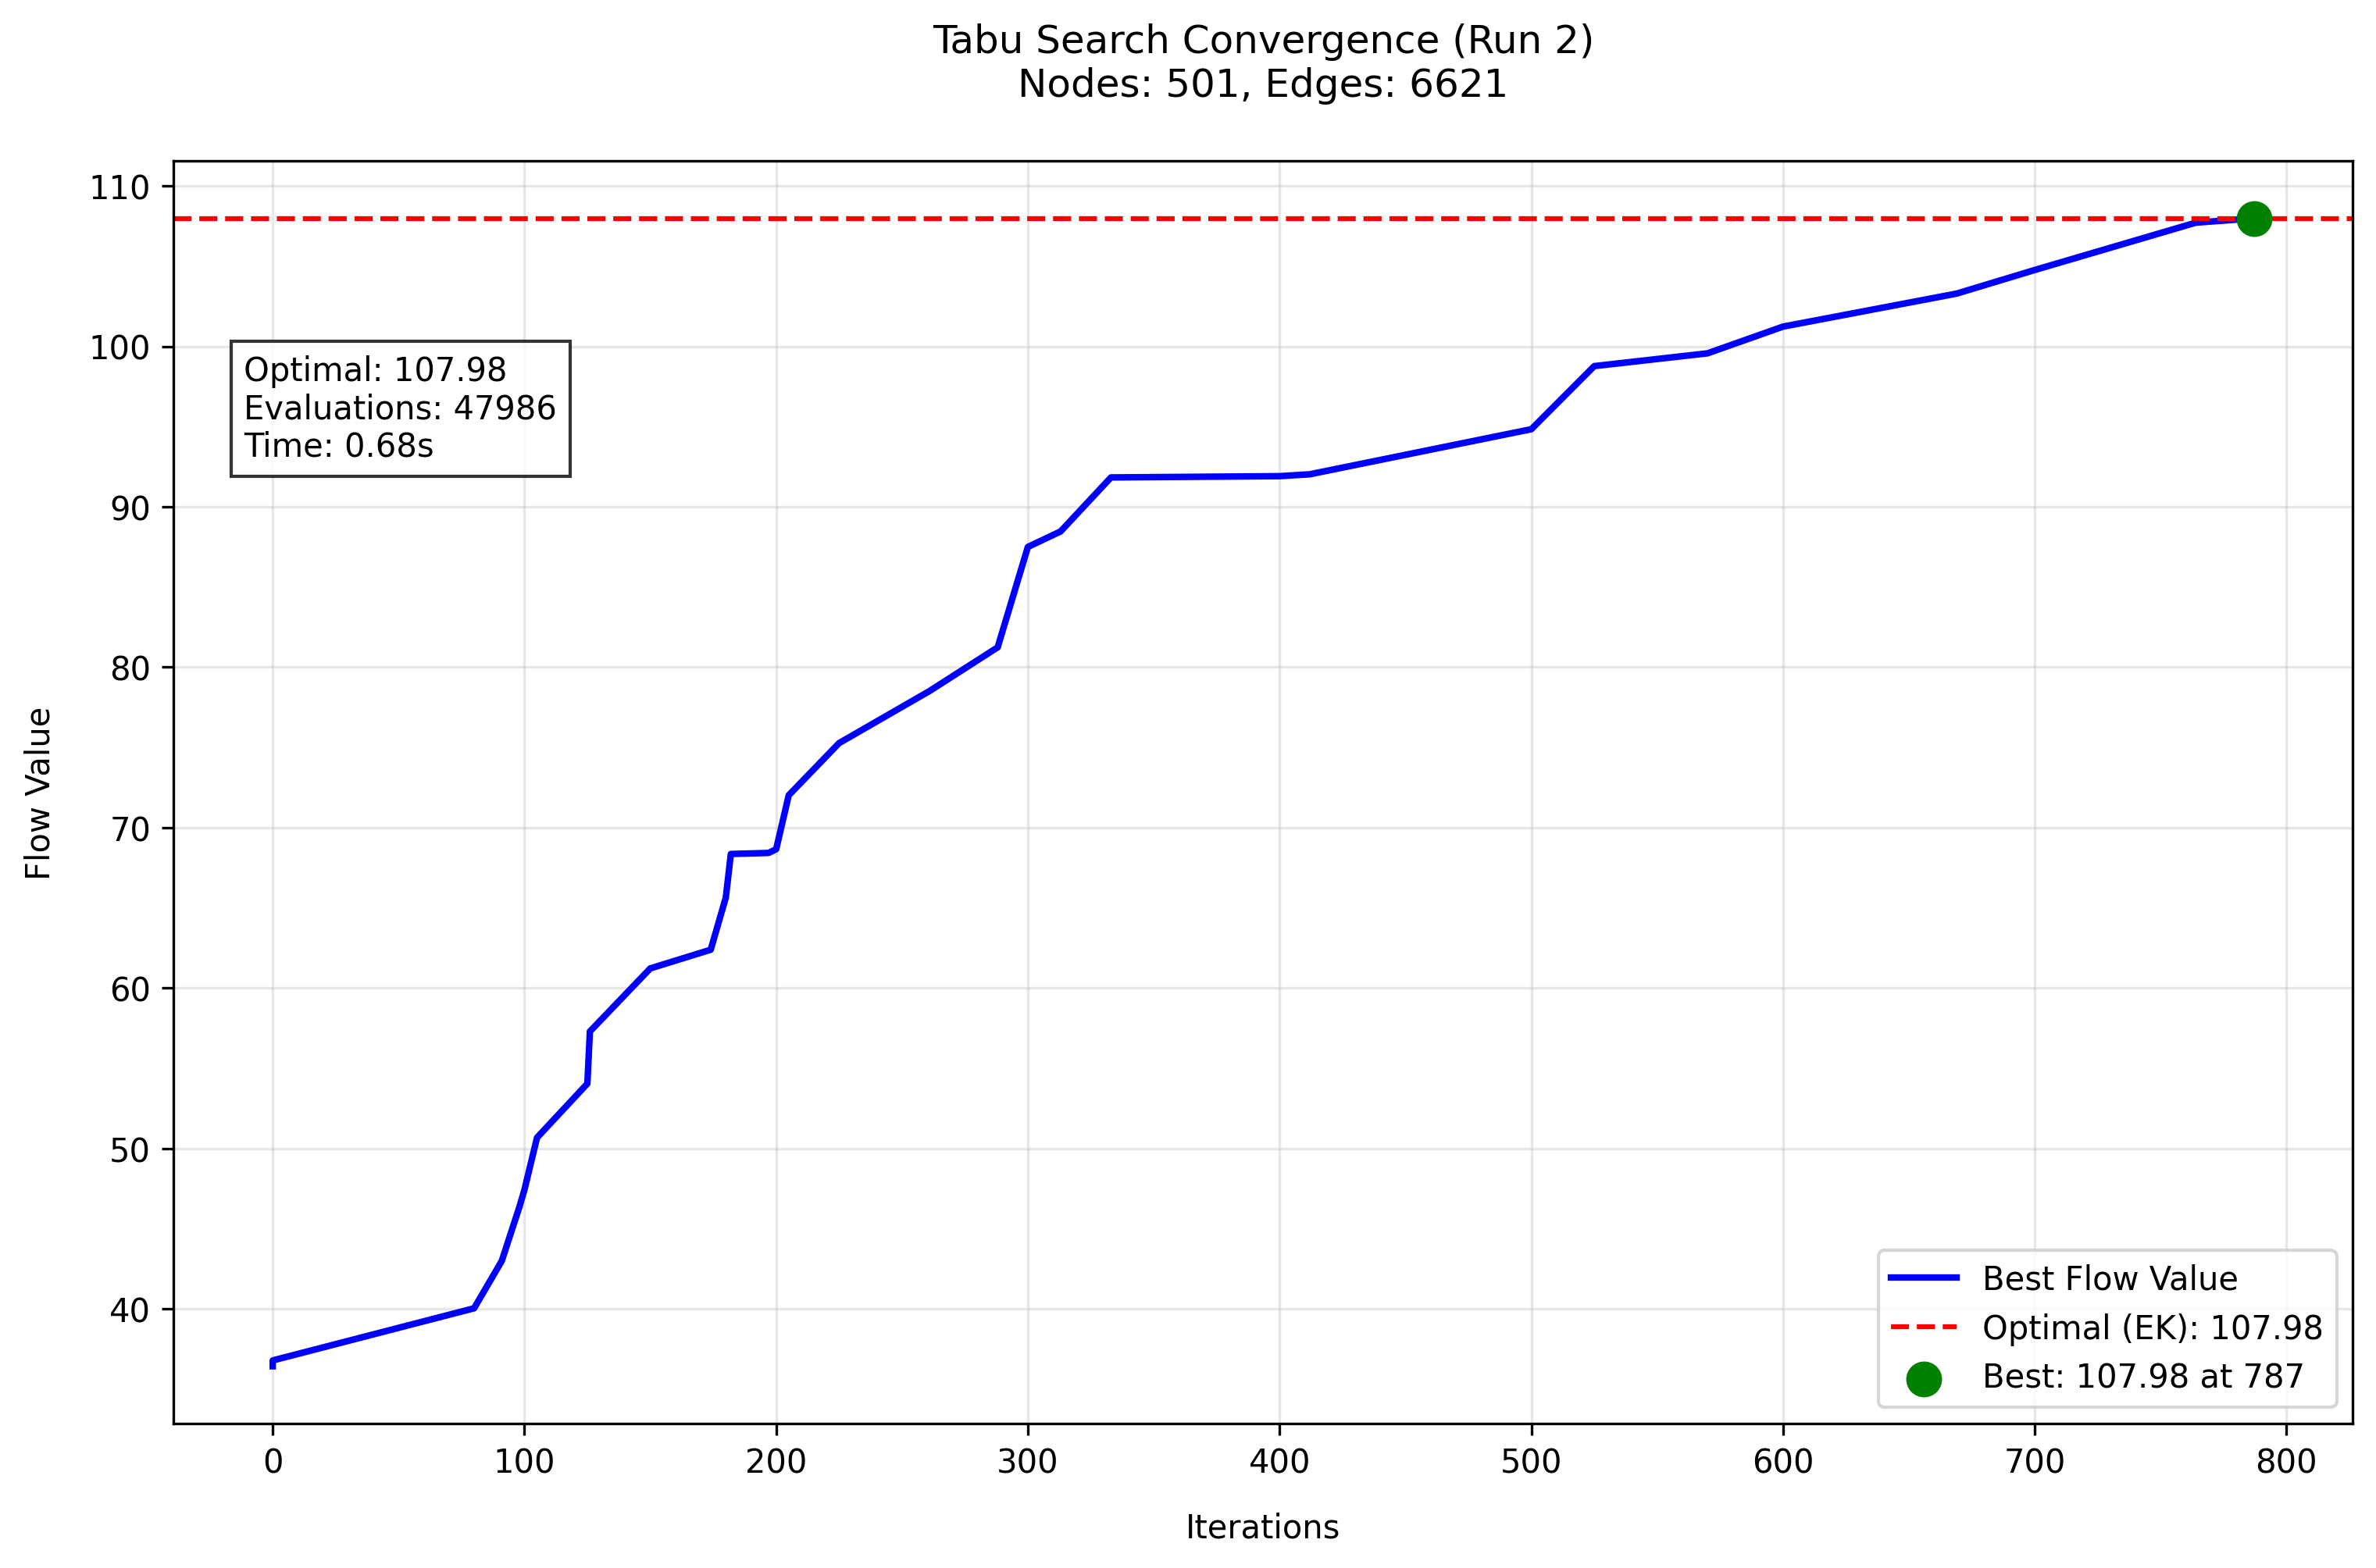 Tabu Search Convergence (Run 2)
Nodes: 501, Edges: 6621
110
100
90
80
70
60
50
40
Flow Value
Optimal: 107.98
Evaluations: 47986
Time: 0.68s
Best Flow Value
Optimal (EK): 107.98
Best: 107.98 at 787
0 100 200 300 400 500 600 700 800
Iterations